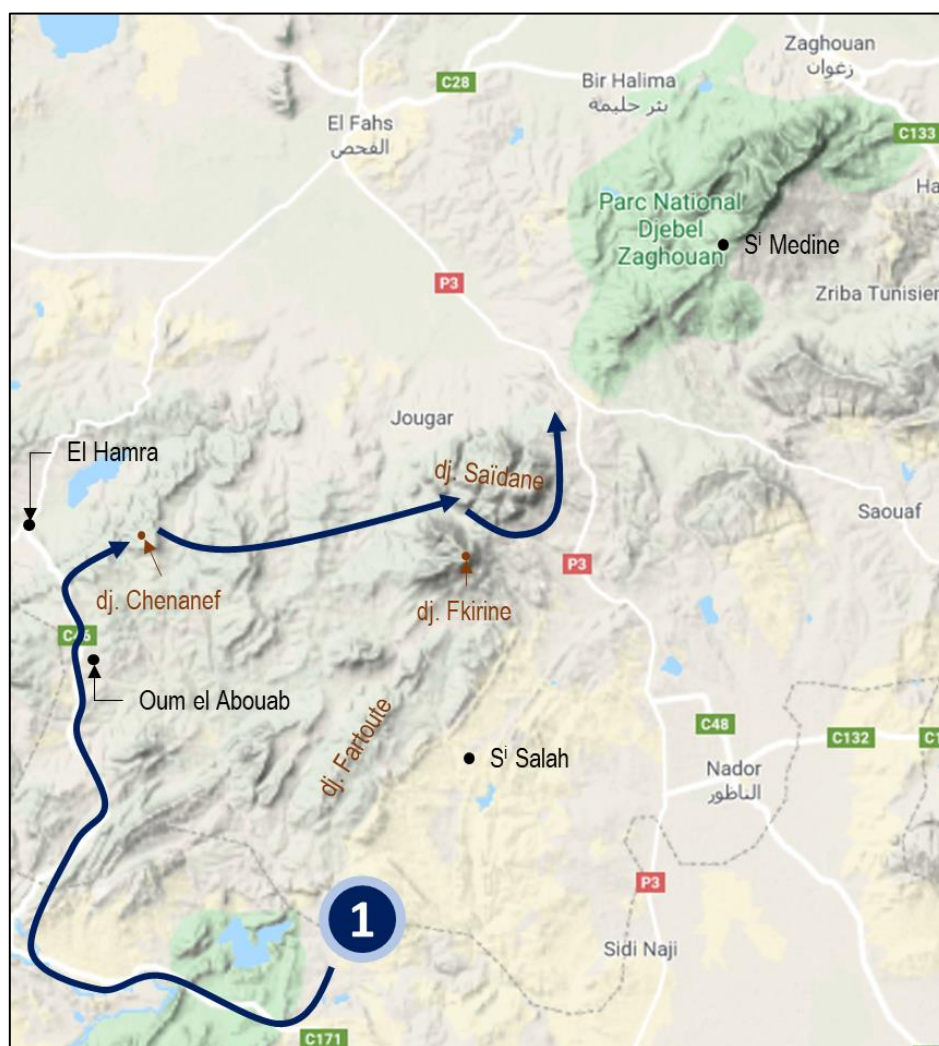 Zaghouan
زغوان
C28
Bir Halima
بئر حليمة
El Fahs
الفحص
C133
Ha
Parc National
Djebel
Zaghouan
Sⁱ Medine
P3
Zriba Tunisien
Jougar
El Hamra
dj. Saïdane
Saouaf
P3
dj. Chenanef
dj. Fkirine
Oum el Abouab
dj. Fartoute
Sⁱ Salah
C48
C132
Nador
الناظور
P3
1
Sidi Naji
C171